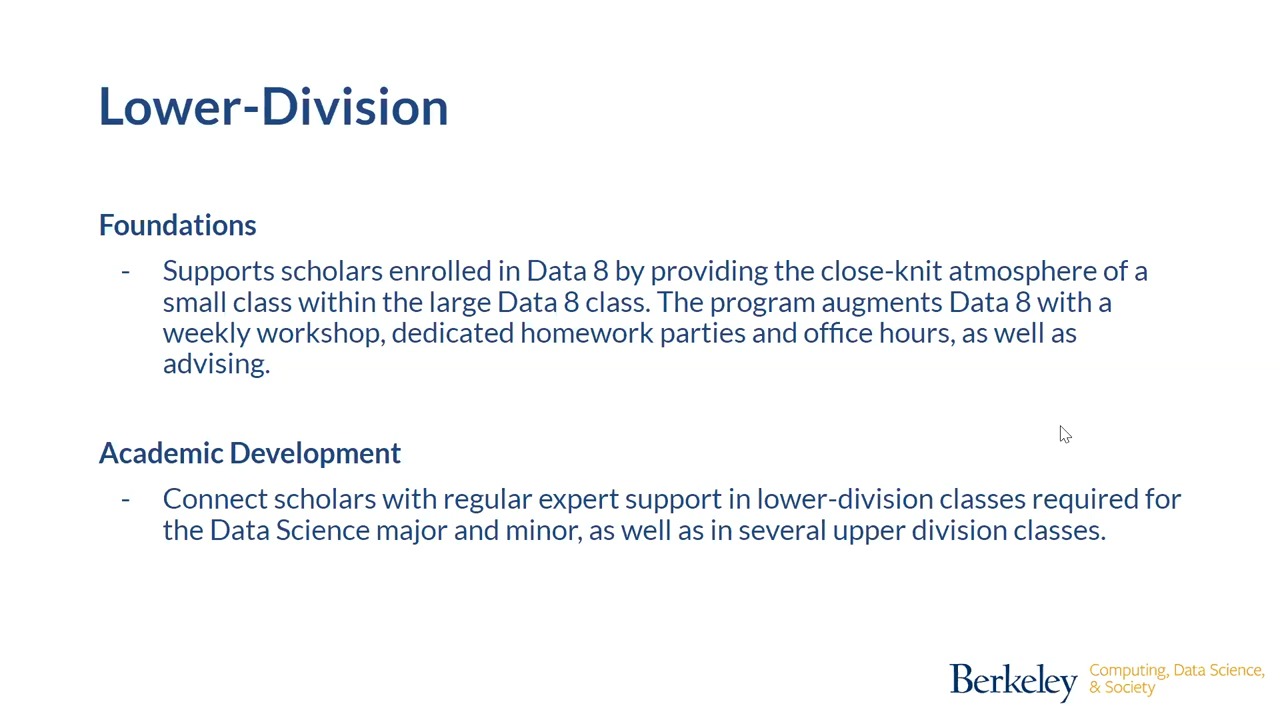 Lower-Division
Foundations
- Supports scholars enrolled in Data 8 by providing the close-knit atmosphere of a
small class within the large Data 8 class. The program augments Data 8 with a
weekly workshop, dedicated homework parties and office hours, as well as
advising.
Academic Development
- Connect scholars with regular expert support in lower-division classes required for
the Data Science major and minor, as well as in several upper division classes.
Berkeley
Computing, Data Science,
& Society